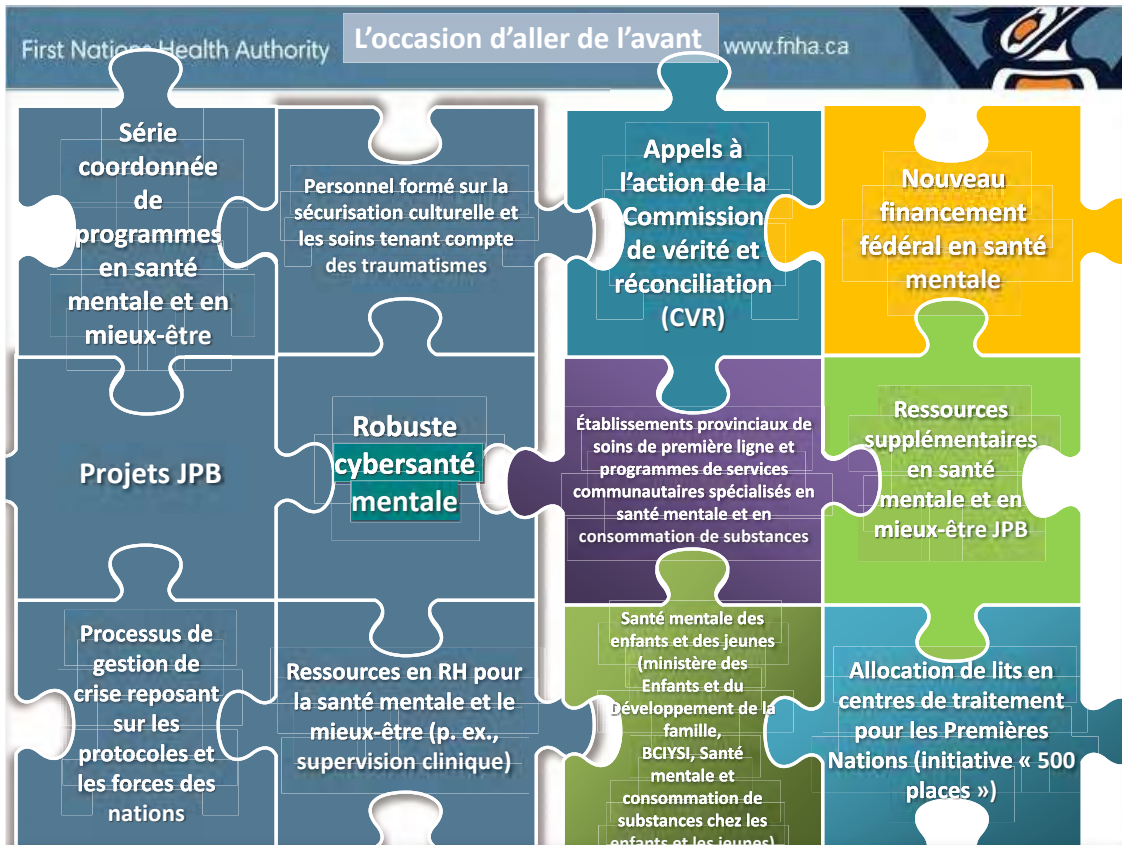 First Nations Health Authority
L'occasion d'aller de l'avant
www.fnha.ca
Série
coordonnée
de
programmes
en santé
mentale et en
mieux-être
Personnel formé sur la
sécurisation culturelle et
les soins tenant compte
des traumatismes
Appels à
l'action de la
Commission
de vérité et
réconciliation
(CVR)
Nouveau
financement
fédéral en santé
mentale
Projets JPB
Robuste
cybersanté
mentale
Établissements provinciaux de
soins de première ligne et
programmes de services
communautaires spécialisés en
santé mentale et en
consommation de substances
Ressources
supplémentaires
en santé
mentale et en
mieux-être JPB
Processus de
gestion de
crise reposant
sur les
protocoles et
les forces des
nations
Ressources en RH pour
la santé mentale et le
mieux-être (p. ex.,
supervision clinique)
Santé mentale des
enfants et des jeunes
(ministère des
Enfants et du
Développement de la
famille,
BCIYSI, Santé
mentale et
consommation de
substances chez les
enfants et les jeunes)
Allocation de lits en
centres de traitement
pour les Premières
Nations (initiative « 500
places »)